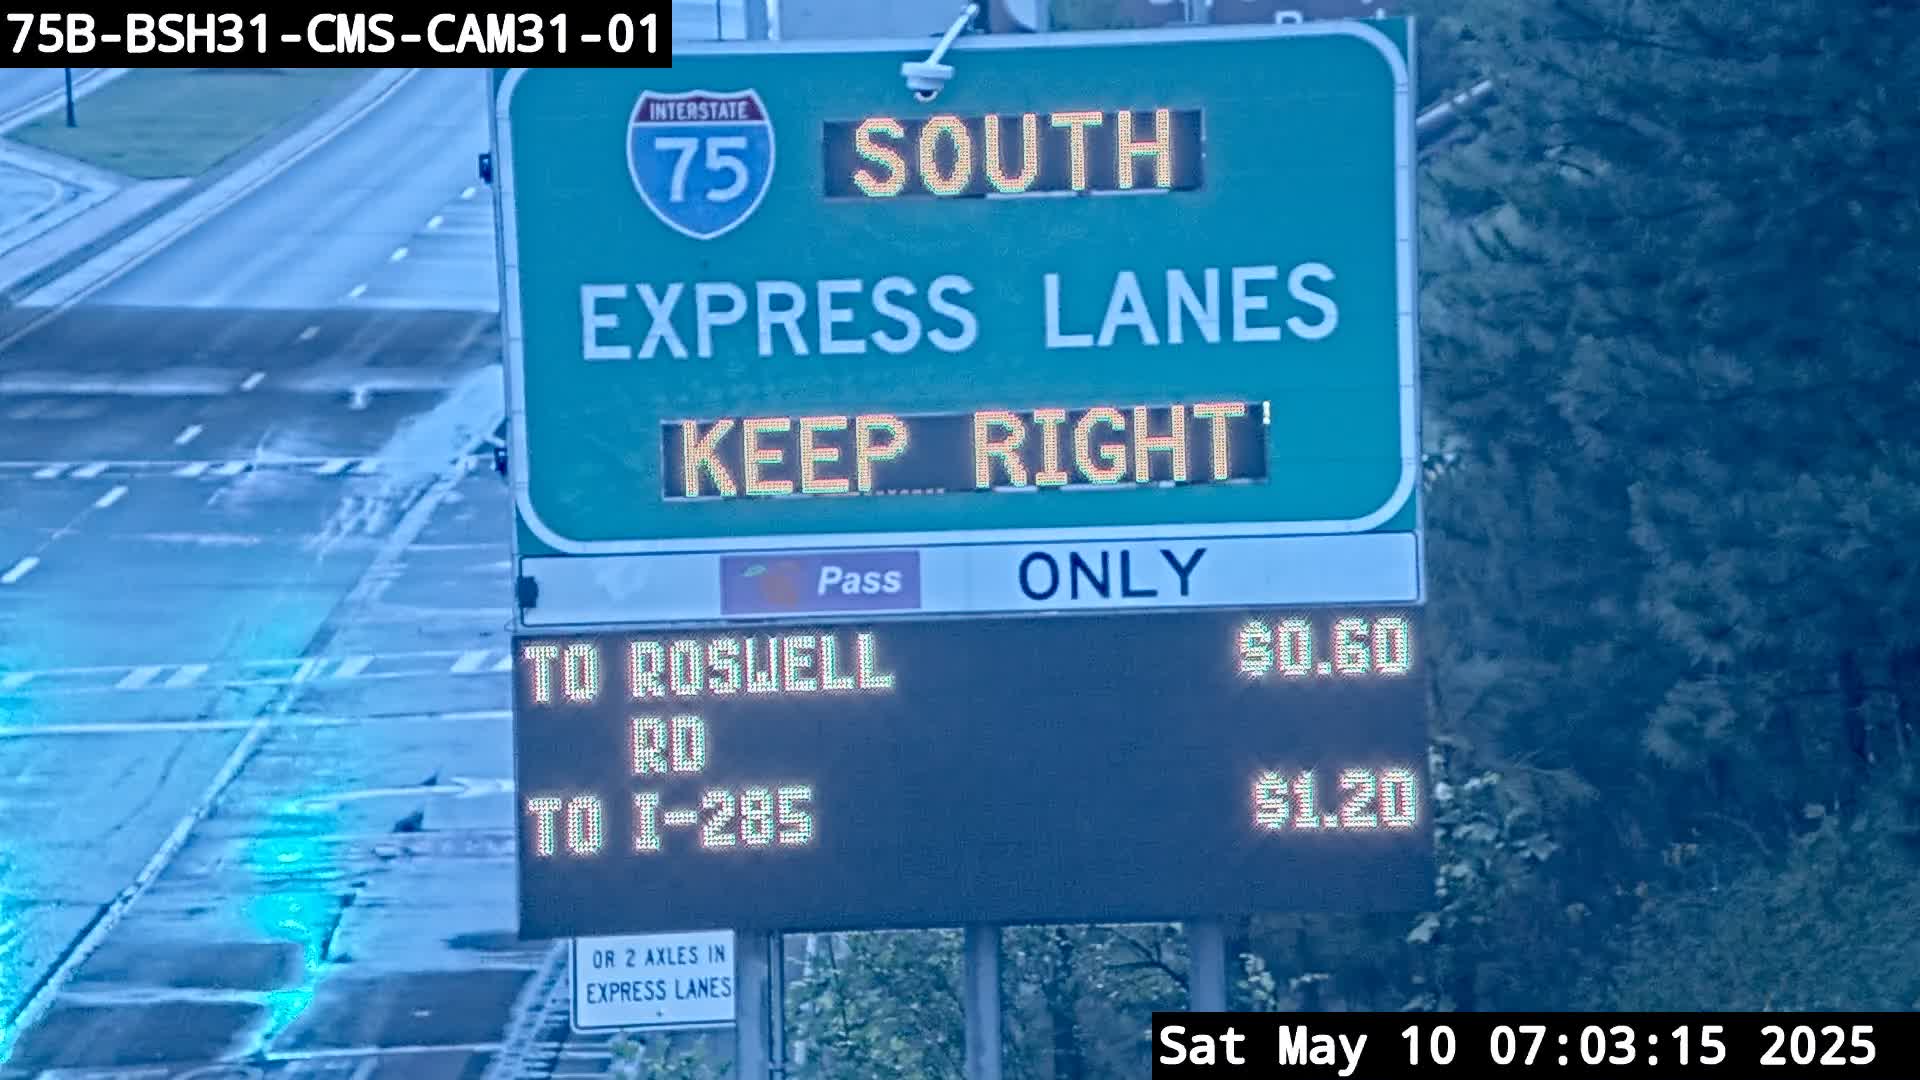 75B-BSH31-CMS-CAM31-01
INTERSTATE
75
SOUTH
EXPRESS LANES
KEEP RIGHT
Pass
ONLY
TO ROSWELL $0.60
RD
TO I-285 $1.20
OR 2 AXLES IN
EXPRESS LANES
Sat May 10 07:03:15 2025